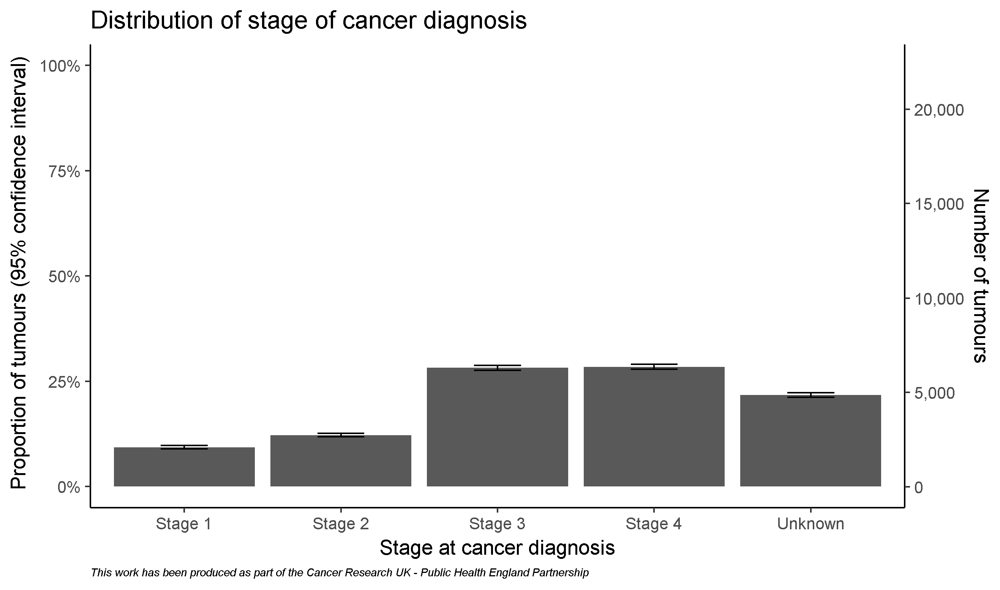 Distribution of stage of cancer diagnosis
Proportion of tumours (95% confidence interval)
100%
75%
50%
25%
0%
20,000
15,000
10,000
5,000
0
Number of tumours
Stage 1
Stage 2
Stage 3
Stage 4
Unknown
Stage at cancer diagnosis
This work has been produced as part of the Cancer Research UK - Public Health England Partnership